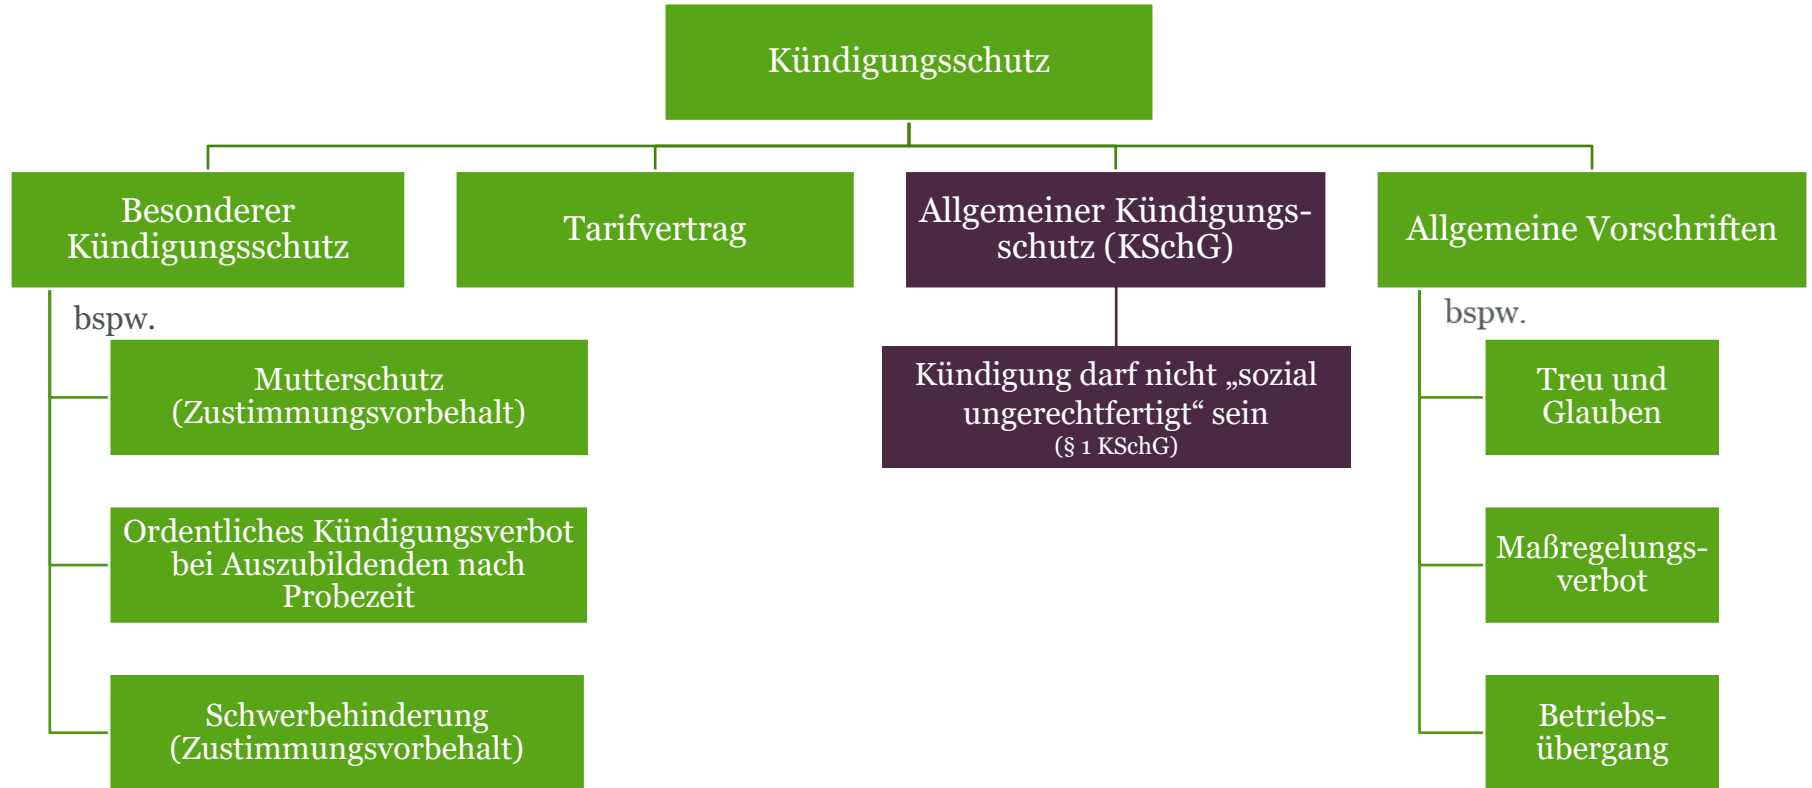 Kündigungsschutz
Besonderer
Kündigungsschutz
Tarifvertrag
Allgemeiner Kündigungs-
schutz (KSchG)
Allgemeine Vorschriften
bspw.
Mutterschutz
(Zustimmungsvorbehalt)
Ordentliches Kündigungsverbot
bei Auszubildenden nach
Probezeit
Schwerbehinderung
(Zustimmungsvorbehalt)
Kündigung darf nicht „sozial
ungerechtfertigt“ sein
(§ 1 KSchG)
bspw.
Treu und
Glauben
Maßregelungs-
verbot
Betriebs-
übergang